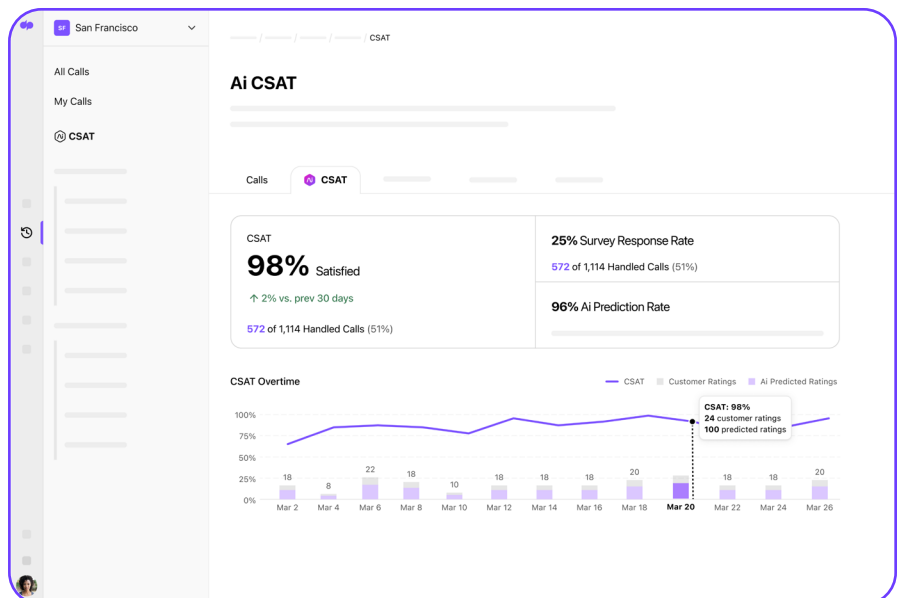 SF San Francisco
All Calls
My Calls
CSAT
/ / / / CSAT
Ai CSAT
Calls
CSAT
CSAT
98% Satisfied
↑ 2% vs. prev 30 days
572 of 1,114 Handled Calls (51%)
25% Survey Response Rate
572 of 1,114 Handled Calls (51%)
96% Ai Prediction Rate
CSAT Overtime
CSAT Customer Ratings Ai Predicted Ratings
CSAT: 98%
24 customer ratings
100 predicted ratings
100%
75%
50%
25%
0%
18 8 22 18 10 18 18 18 20 18 18 20
Mar 2 Mar 4 Mar 6 Mar 8 Mar 10 Mar 12 Mar 14 Mar 16 Mar 18 Mar 20 Mar 22 Mar 24 Mar 26